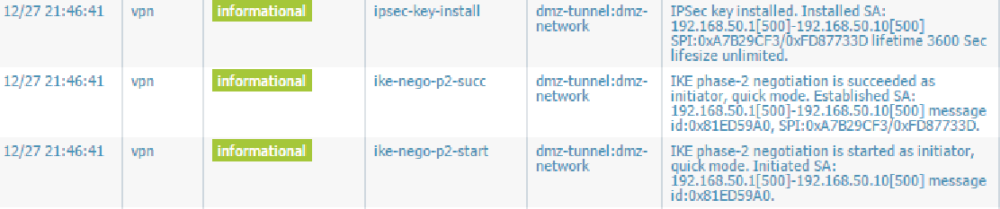 12/27 21:46:41 vpn informational ipsec-key-install dmz-tunnel:dmz- IPSec key installed. Installed SA:
network 192.168.50.1[500]-192.168.50.10[500]
SPI:0xA7B29CF3/0xFD87733D lifetime 3600 Sec
lifesize unlimited.
12/27 21:46:41 vpn informational ike-nego-p2-succ dmz-tunnel:dmz- IKE phase-2 negotiation is succeeded as
network initiator, quick mode. Established SA:
192.168.50.1[500]-192.168.50.10[500] message
id:0x81ED59A0, SPI:0xA7B29CF3/0xFD87733D.
12/27 21:46:41 vpn informational ike-nego-p2-start dmz-tunnel:dmz- IKE phase-2 negotiation is started as initiator,
network quick mode. Initiated SA:
192.168.50.1[500]-192.168.50.10[500] message
id:0x81ED59A0.